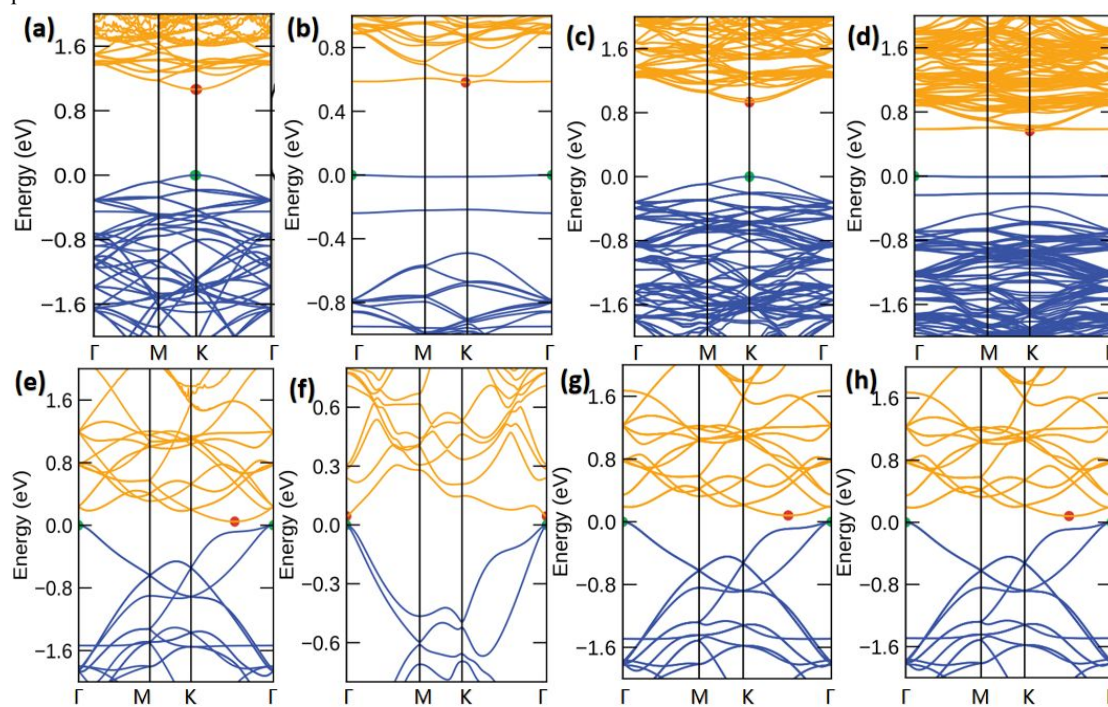 (a)
Energy (eV)
1.6
0.8
0.0
−0.8
−1.6
Γ M K Γ
(b)
Energy (eV)
0.8
0.4
0.0
−0.4
−0.8
Γ M K Γ
(c)
Energy (eV)
1.6
0.8
0.0
−0.8
−1.6
Γ M K Γ
(d)
Energy (eV)
1.6
0.8
0.0
−0.8
−1.6
Γ M K
(e)
Energy (eV)
1.6
0.8
0.0
−0.8
−1.6
Γ M K Γ
(f)
Energy (eV)
0.6
0.3
0.0
−0.3
−0.6
Γ M K Γ
(g)
Energy (eV)
1.6
0.8
0.0
−0.8
−1.6
Γ M K Γ
(h)
Energy (eV)
1.6
0.8
0.0
−0.8
−1.6
Γ M K